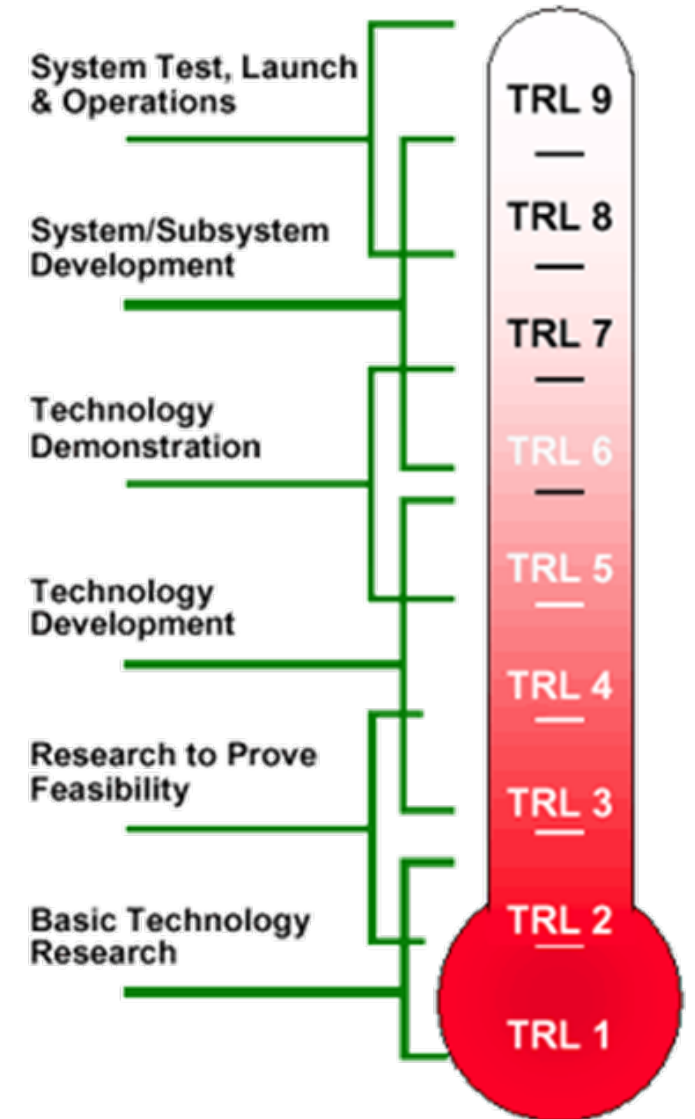 System Test, Launch
& Operations
System/Subsystem
Development
Technology
Demonstration
Technology
Development
Research to Prove
Feasibility
Basic Technology
Research
TRL 9
TRL 8
TRL 7
TRL 6
TRL 5
TRL 4
TRL 3
TRL 2
TRL 1